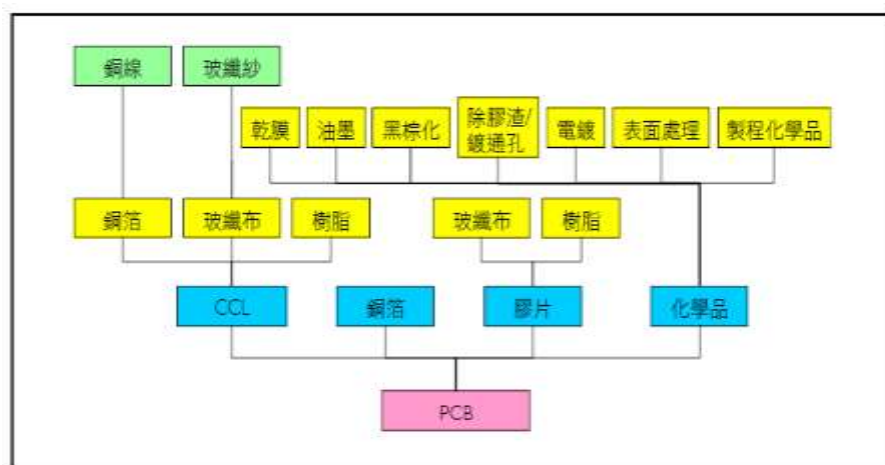 銅線
玻纖紗
乾膜
油墨
黑棕化
除膠渣/
鍍通孔
電鍍
表面處理
製程化學品
銅箔
玻纖布
樹脂
玻纖布
樹脂
CCL
銅箔
膠片
化學品
PCB